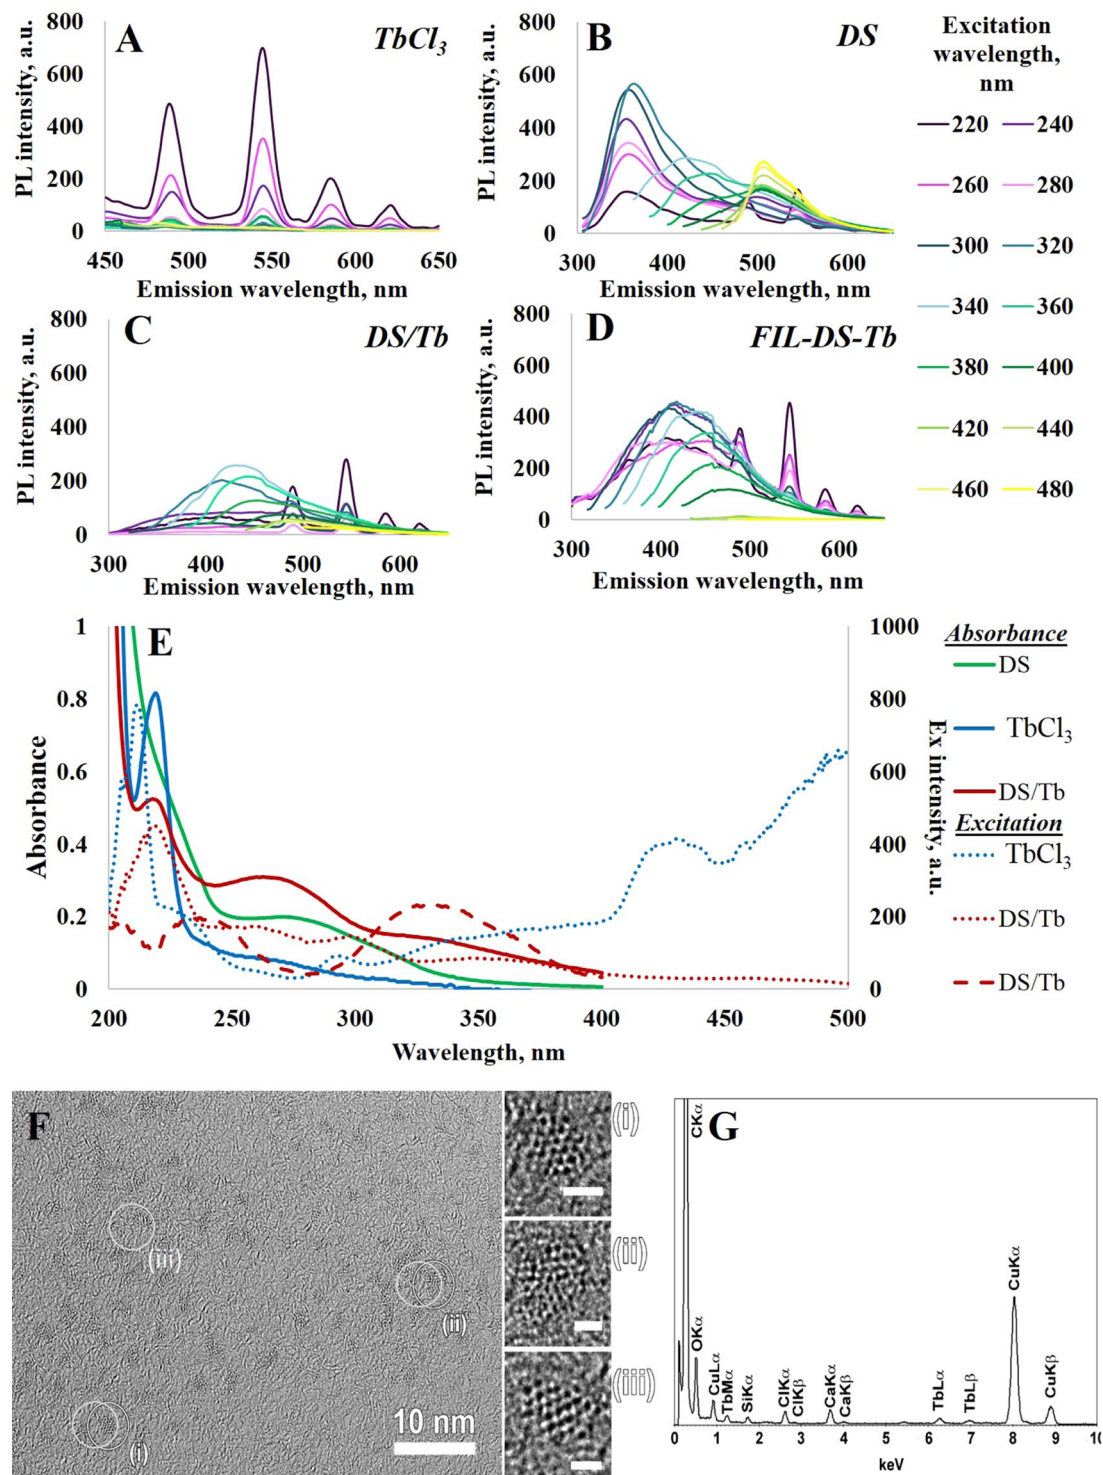 A
TbCl3
PL intensity, a.u.
800
600
400
200
0
450 500 550 600 650
Emission wavelength, nm
B
DS
PL intensity, a.u.
800
600
400
200
0
300 400 500 600
Emission wavelength, nm
Excitation
wavelength,
nm
220 240
260 280
300 320
340 360
380 400
420 440
460 480
C
DS/Tb
PL intensity, a.u.
800
600
400
200
0
300 400 500 600
Emission wavelength, nm
D
FIL-DS-Tb
PL intensity, a.u.
800
600
400
200
0
300 400 500 600
Emission wavelength, nm
E
Absorbance
1
0.8
0.6
0.4
0.2
0
200 250 300 350 400 450 500
Wavelength, nm
1000
800
600
400
200
0
Ex intensity, a.u.
Absorbance
DS
TbCl3
DS/Tb
Excitation
TbCl3
DS/Tb
DS/Tb
F
(iii)
(ii)
(i)
10 nm
(i)
(ii)
(iii)
G
CKα
OKα
CuLα
TbMα
SiKα
ClKα
ClKβ
CaKα
CaKβ
TbLα
TbLβ
CuKα
CuKβ
0 1 2 3 4 5 6 7 8 9 10
keV